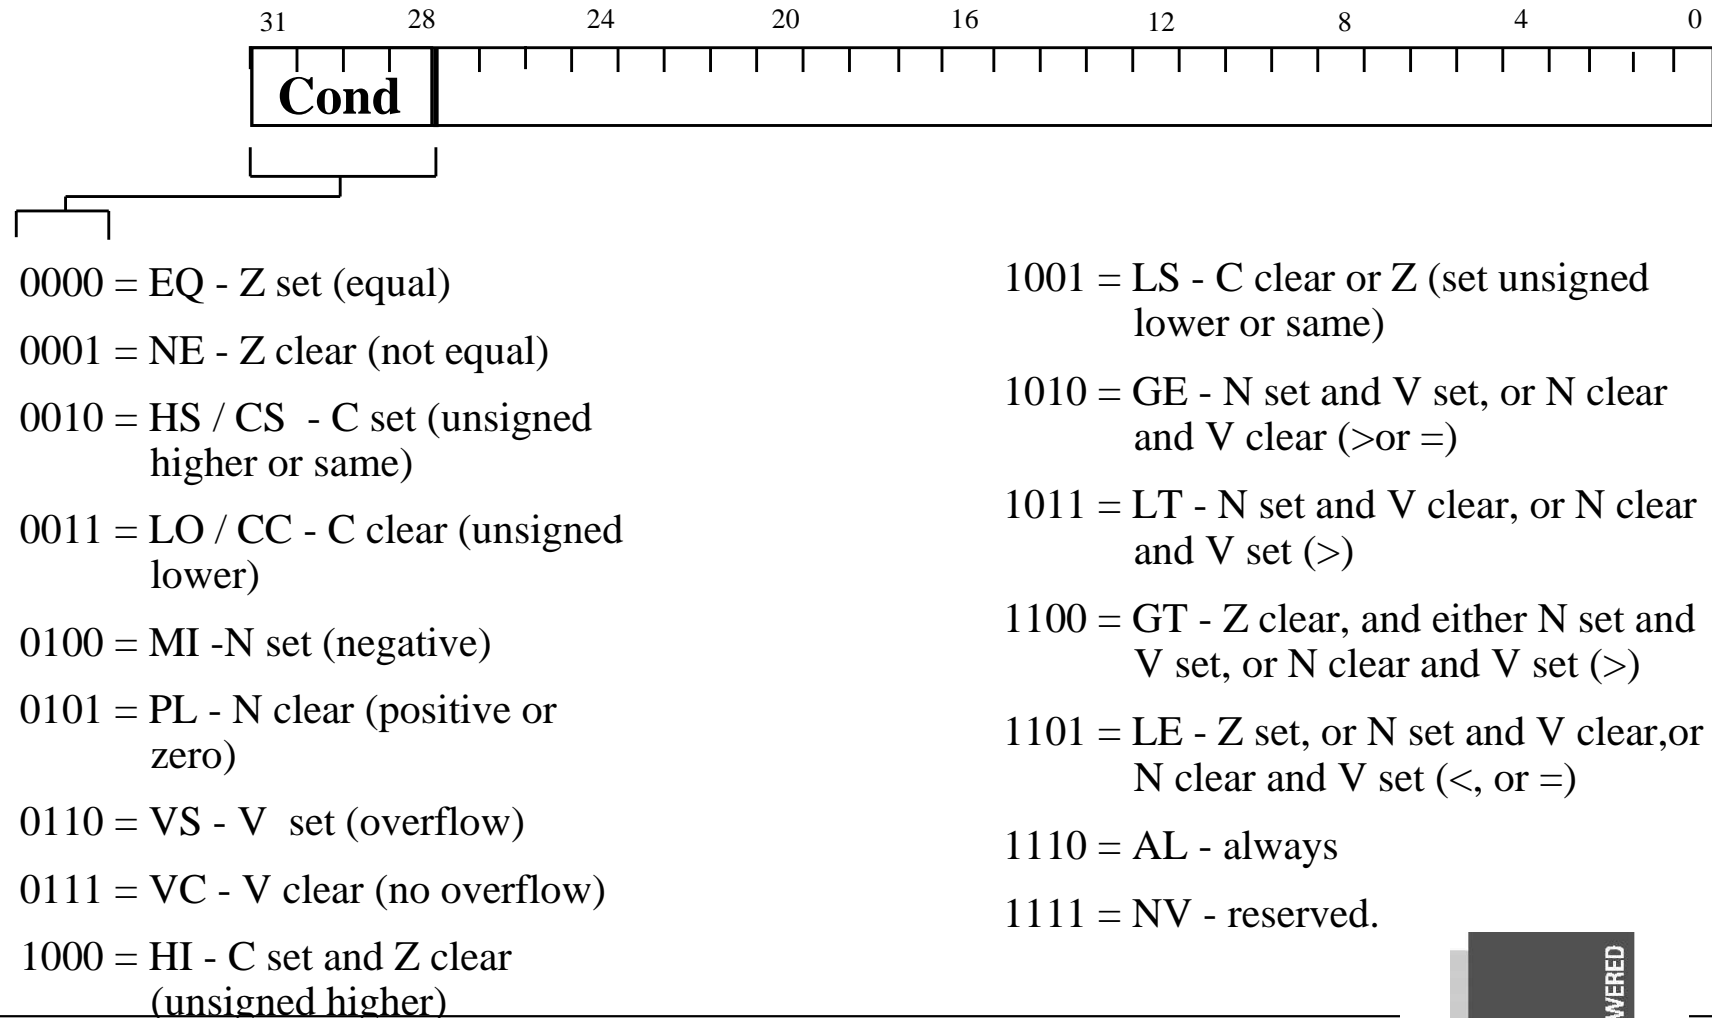 31 28 24 20 16 12 8 4 0
Cond
0000 = EQ - Z set (equal)
0001 = NE - Z clear (not equal)
0010 = HS / CS - C set (unsigned
higher or same)
0011 = LO / CC - C clear (unsigned
lower)
0100 = MI -N set (negative)
0101 = PL - N clear (positive or
zero)
0110 = VS - V set (overflow)
0111 = VC - V clear (no overflow)
1000 = HI - C set and Z clear
(unsigned higher)
1001 = LS - C clear or Z (set unsigned
lower or same)
1010 = GE - N set and V set, or N clear
and V clear (>or =)
1011 = LT - N set and V clear, or N clear
and V set (>)
1100 = GT - Z clear, and either N set and
V set, or N clear and V set (>)
1101 = LE - Z set, or N set and V clear,or
N clear and V set (<, or =)
1110 = AL - always
1111 = NV - reserved.